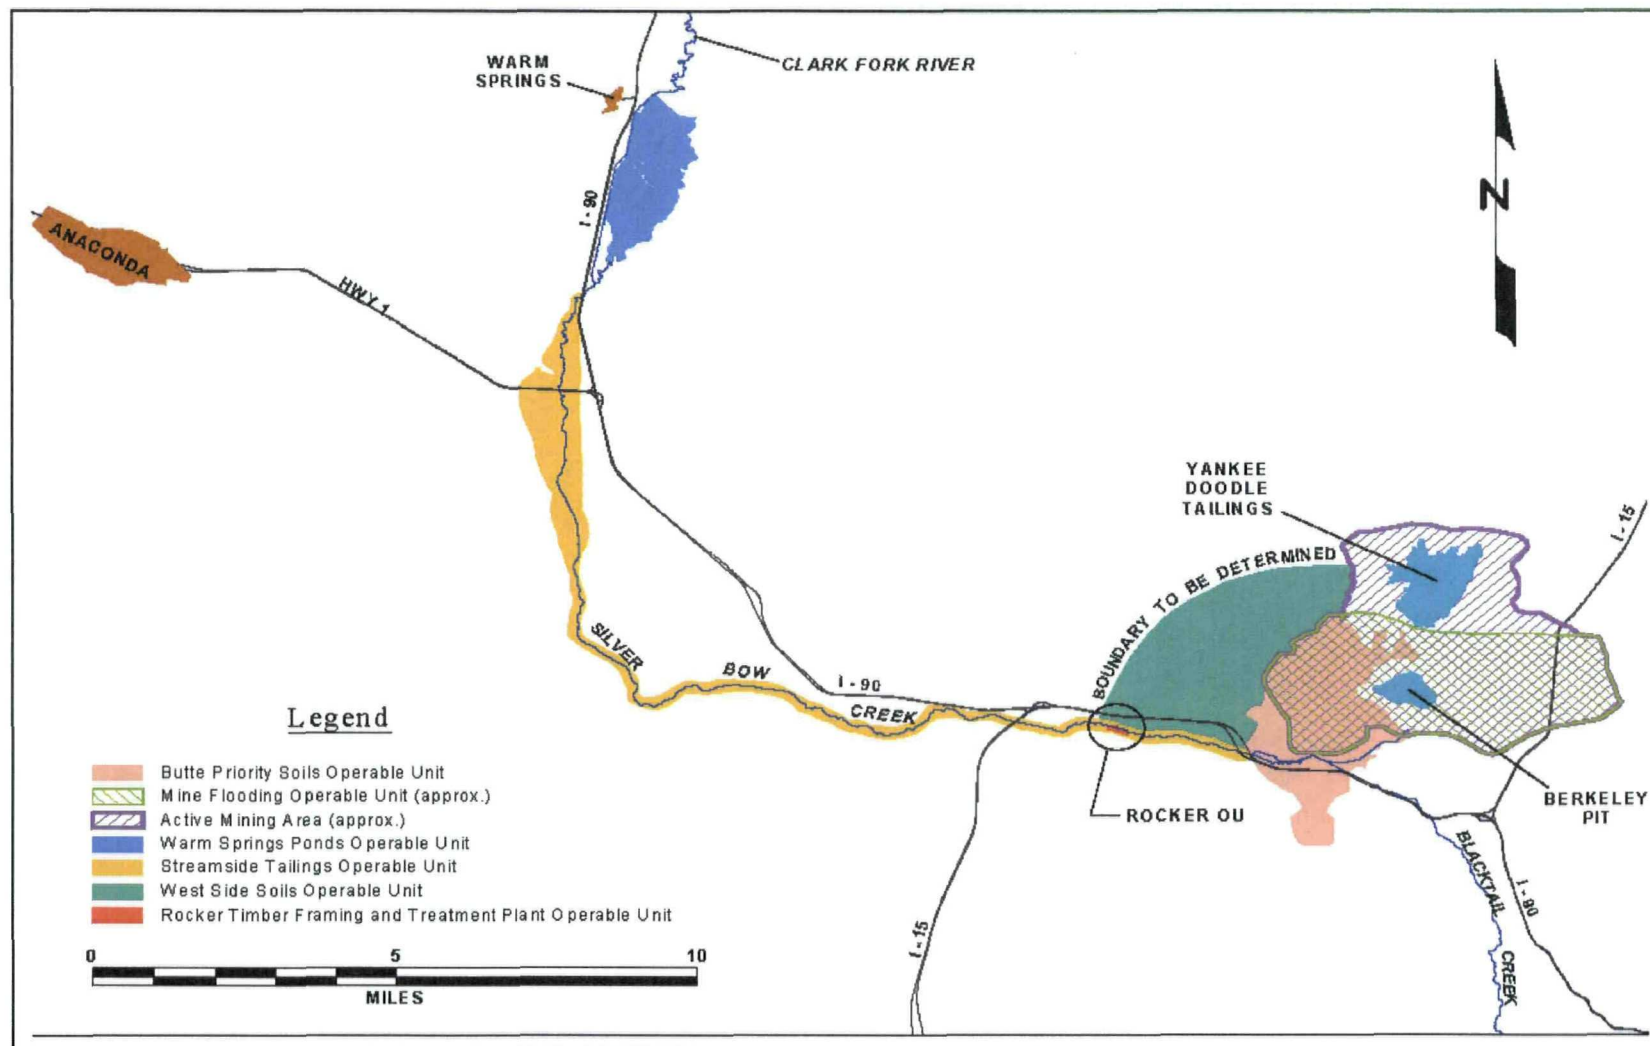 WARM
SPRINGS
CLARK FORK RIVER
N
I - 90
ANACONDA
HWY 1
YANKEE
DOODLE
TAILINGS
I - 15
BOUNDARY TO BE DETERMINED
SILVER
BOW
CREEK
I - 90
BERKELEY
PIT
ROCKER OU
BLACKTAIL
CREEK
I - 90
I - 15
Legend
Butte Priority Soils Operable Unit
Mine Flooding Operable Unit (approx.)
Active Mining Area (approx.)
Warm Springs Ponds Operable Unit
Streamside Tailings Operable Unit
West Side Soils Operable Unit
Rocker Timber Framing and Treatment Plant Operable Unit
0 5 10
MILES